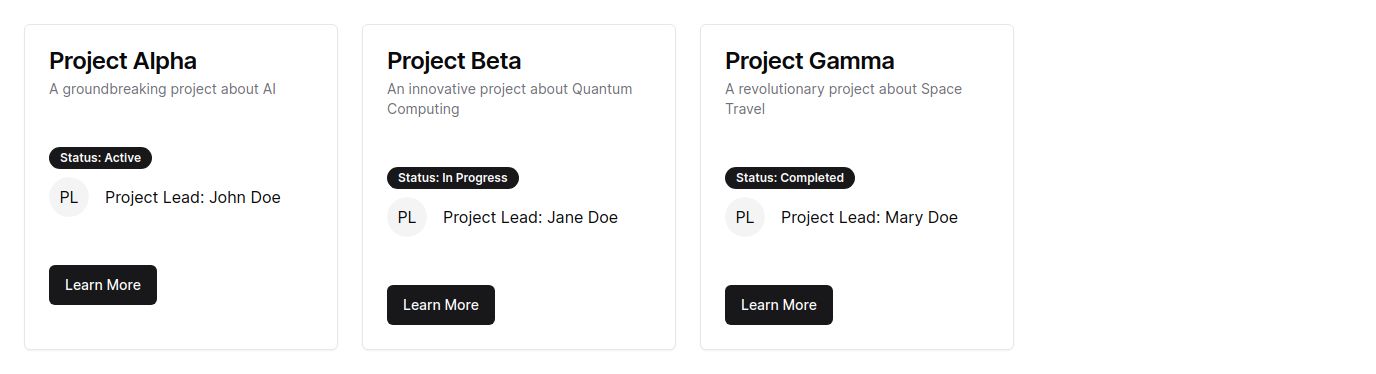 Project Alpha
A groundbreaking project about AI
Status: Active
PL
Project Lead: John Doe
Learn More
Project Beta
An innovative project about Quantum
Computing
Status: In Progress
PL
Project Lead: Jane Doe
Learn More
Project Gamma
A revolutionary project about Space
Travel
Status: Completed
PL
Project Lead: Mary Doe
Learn More